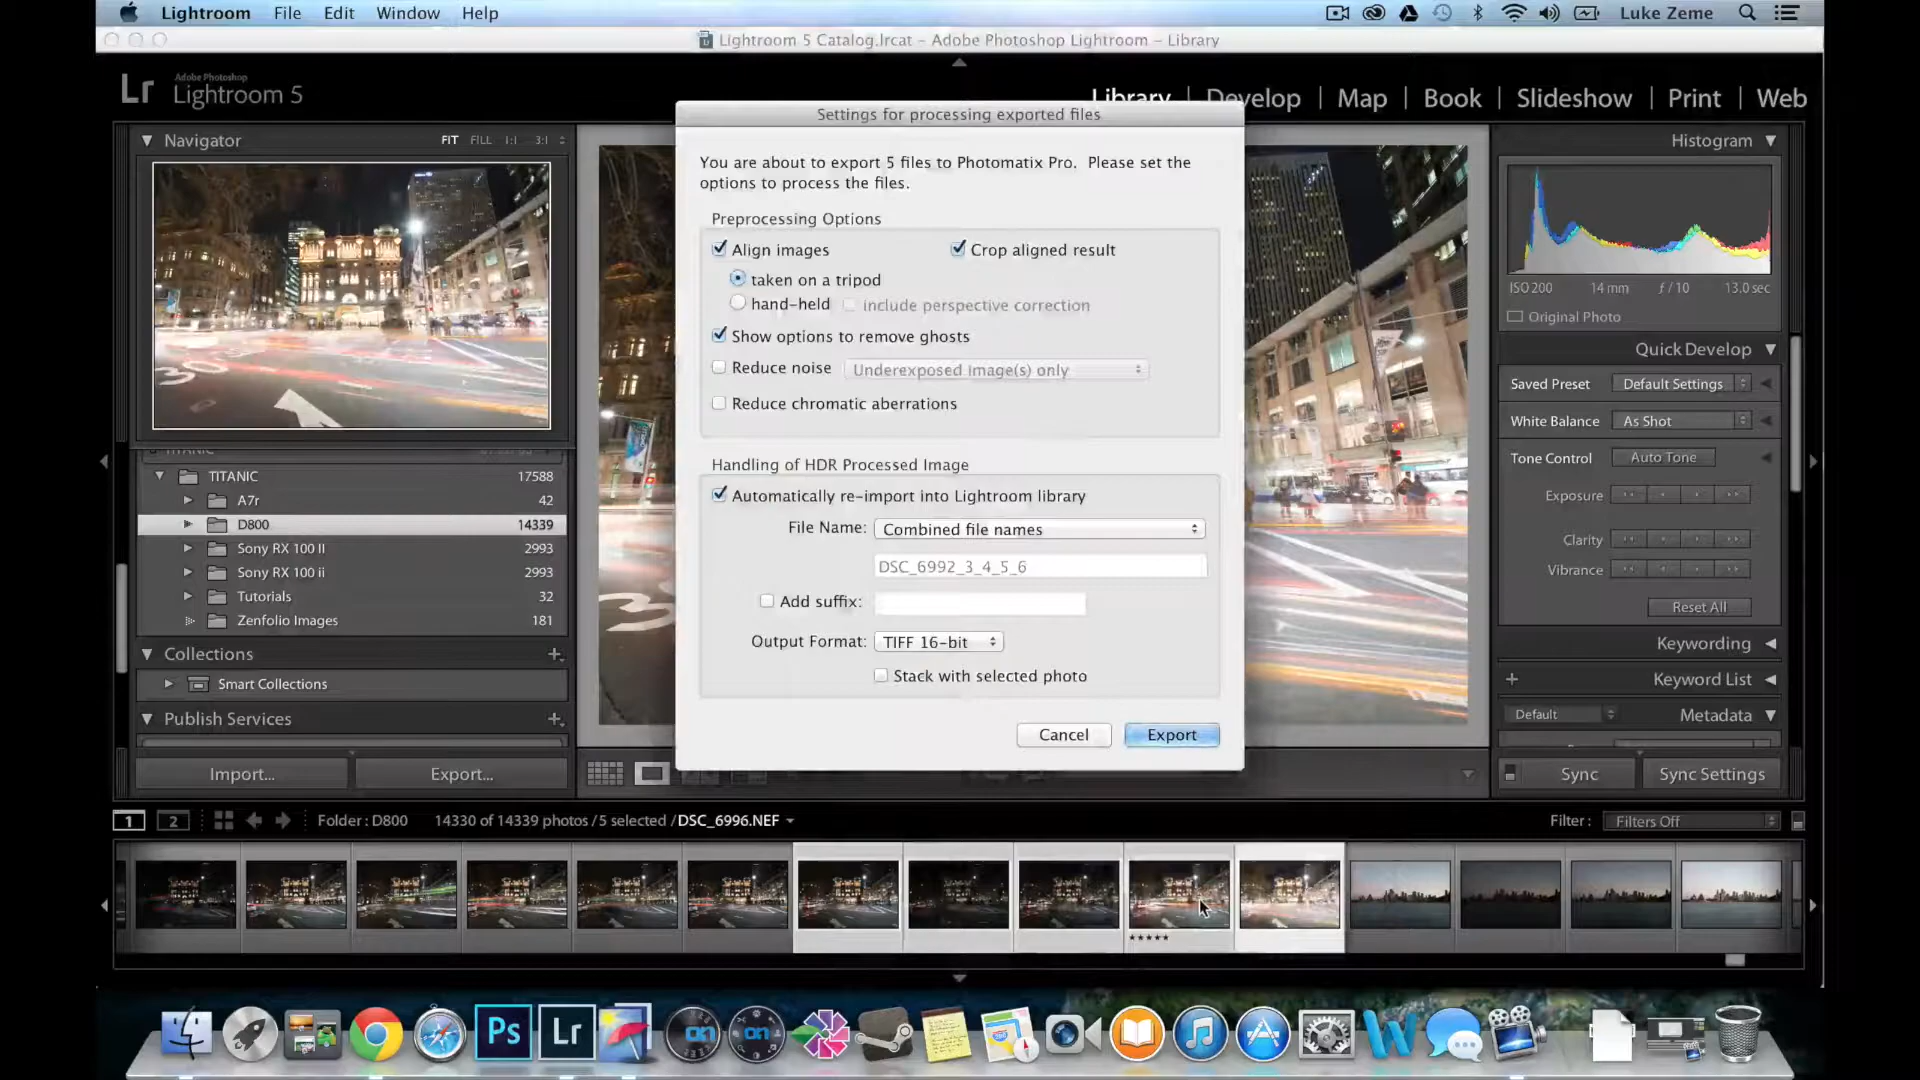 Lightroom File Edit Window Help Luke Zeme
Lightroom 5 Catalog.lrcat – Adobe Photoshop Lightroom – Library
Lr Adobe Photoshop
Lightroom 5
Library | Develop | Map | Book | Slideshow | Print | Web
Navigator FIT FILL 1:1 3:1
Settings for processing exported files
You are about to export 5 files to Photomatix Pro. Please set the
options to process the files.
Preprocessing Options
Align images Crop aligned result
taken on a tripod
hand-held include perspective correction
Show options to remove ghosts
Reduce noise Underexposed image(s) only
Reduce chromatic aberrations
Handling of HDR Processed Image
Automatically re-import into Lightroom library
File Name: Combined file names
DSC_6992_3_4_5_6
Add suffix:
Output Format: TIFF 16-bit
Stack with selected photo
Cancel Export
Histogram
ISO 200 14 mm ƒ / 10 13.0 sec
Original Photo
Quick Develop
Saved Preset Default Settings
White Balance As Shot
Tone Control Auto Tone
Exposure
Clarity
Vibrance
Reset All
Keywording
Keyword List
Default Metadata
Sync Sync Settings
TITANIC
TITANIC 17588
A7r 42
D800 14339
Sony RX 100 II 2993
Sony RX 100 ii 2993
Tutorials 32
Zenfolio Images 181
Collections
Smart Collections
Publish Services
Import... Export...
1 2 Folder : D800 14330 of 14339 photos / 5 selected / DSC_6996.NEF Filter : Filters Off
Ps Lr on on